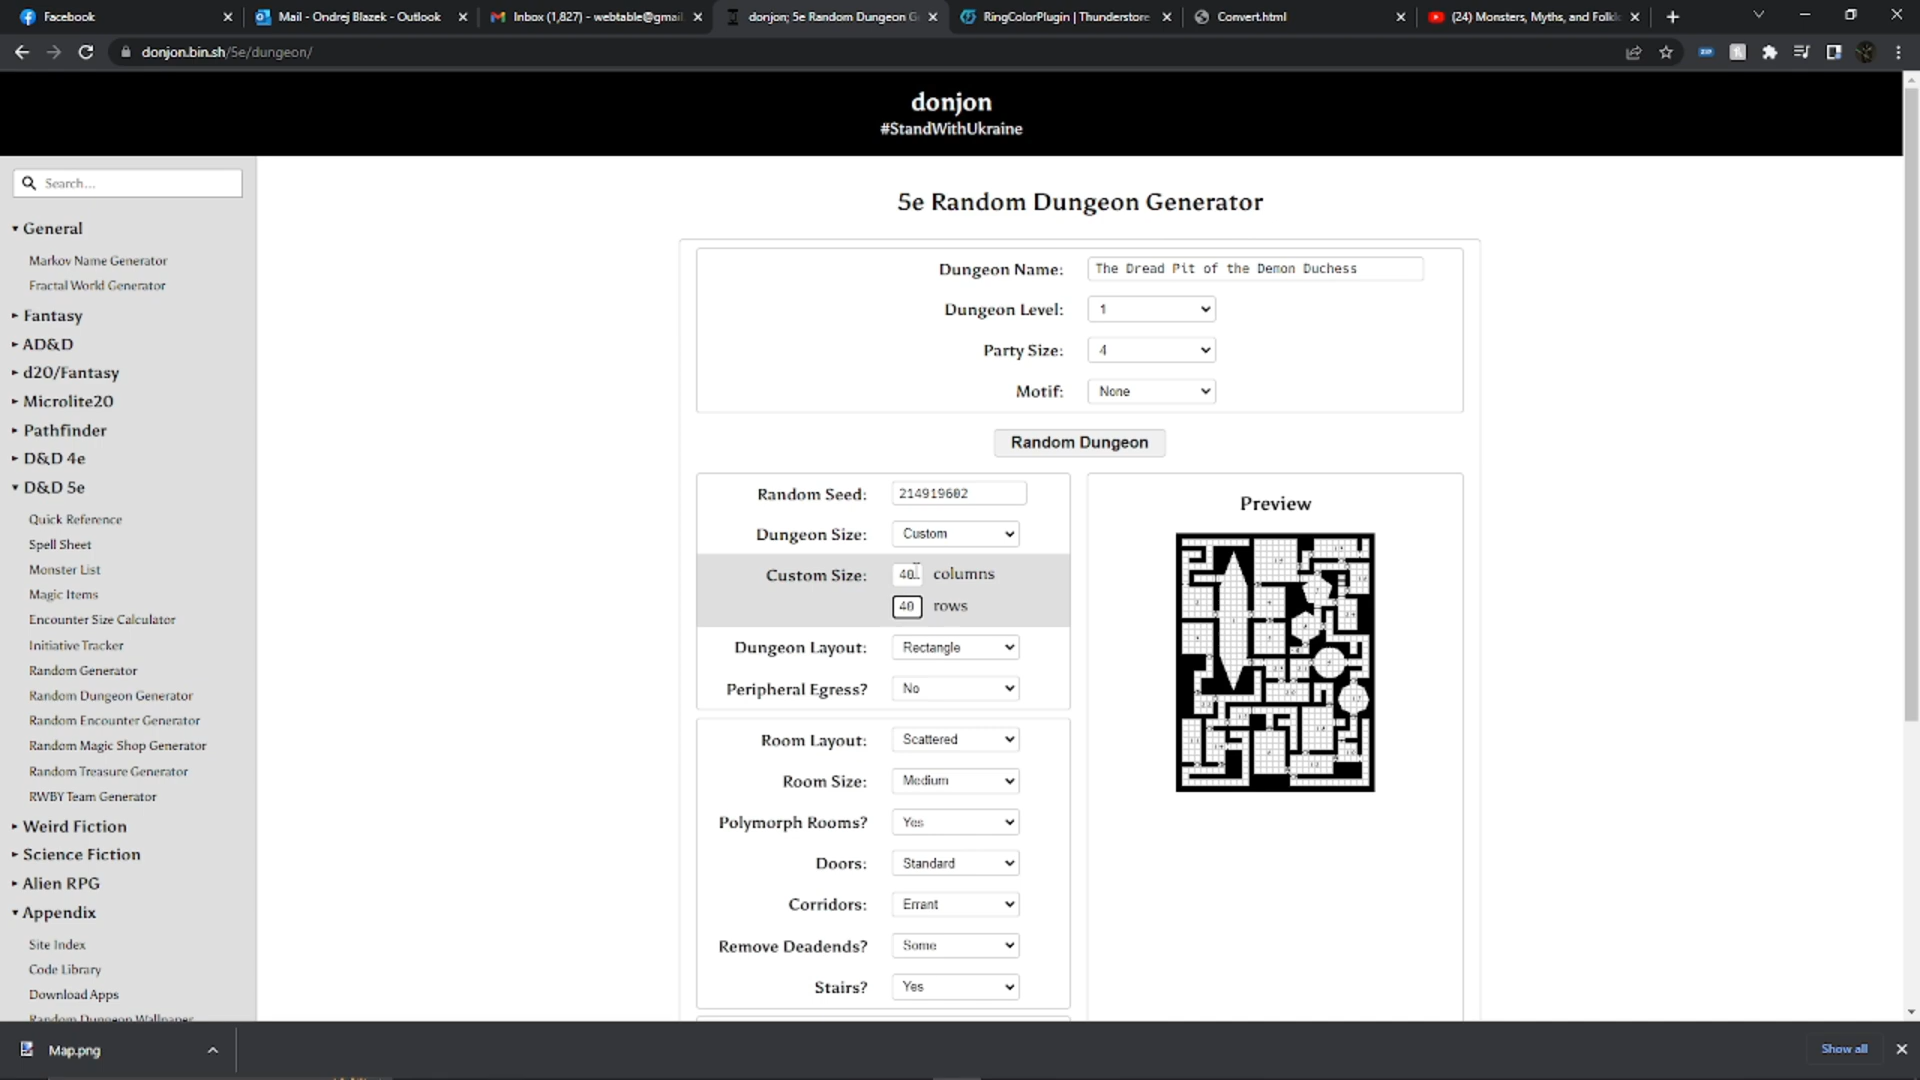 Facebook
Mail - Ondrej Blazek - Outlook
Inbox (1,827) - webtable@gmai
donjon; 5e Random Dungeon G
RingColorPlugin | Thunderstore
Convert.html
(24) Monsters, Myths, and Folkl
donjon.bin.sh/5e/dungeon/
donjon
#StandWithUkraine
Search...
General
Markov Name Generator
Fractal World Generator
Fantasy
AD&D
d20/Fantasy
Microlite20
Pathfinder
D&D 4e
D&D 5e
Quick Reference
Spell Sheet
Monster List
Magic Items
Encounter Size Calculator
Initiative Tracker
Random Generator
Random Dungeon Generator
Random Encounter Generator
Random Magic Shop Generator
Random Treasure Generator
RWBY Team Generator
Weird Fiction
Science Fiction
Alien RPG
Appendix
Site Index
Code Library
Download Apps
Random Dungeon Wallpaper
5e Random Dungeon Generator
Dungeon Name: The Dread Pit of the Demon Duchess
Dungeon Level: 1
Party Size: 4
Motif: None
Random Dungeon
Random Seed: 214919602
Dungeon Size: Custom
Custom Size: 40 columns
40 rows
Dungeon Layout: Rectangle
Peripheral Egress? No
Room Layout: Scattered
Room Size: Medium
Polymorph Rooms? Yes
Doors: Standard
Corridors: Errant
Remove Deadends? Some
Stairs? Yes
Preview
Map.png
Show all